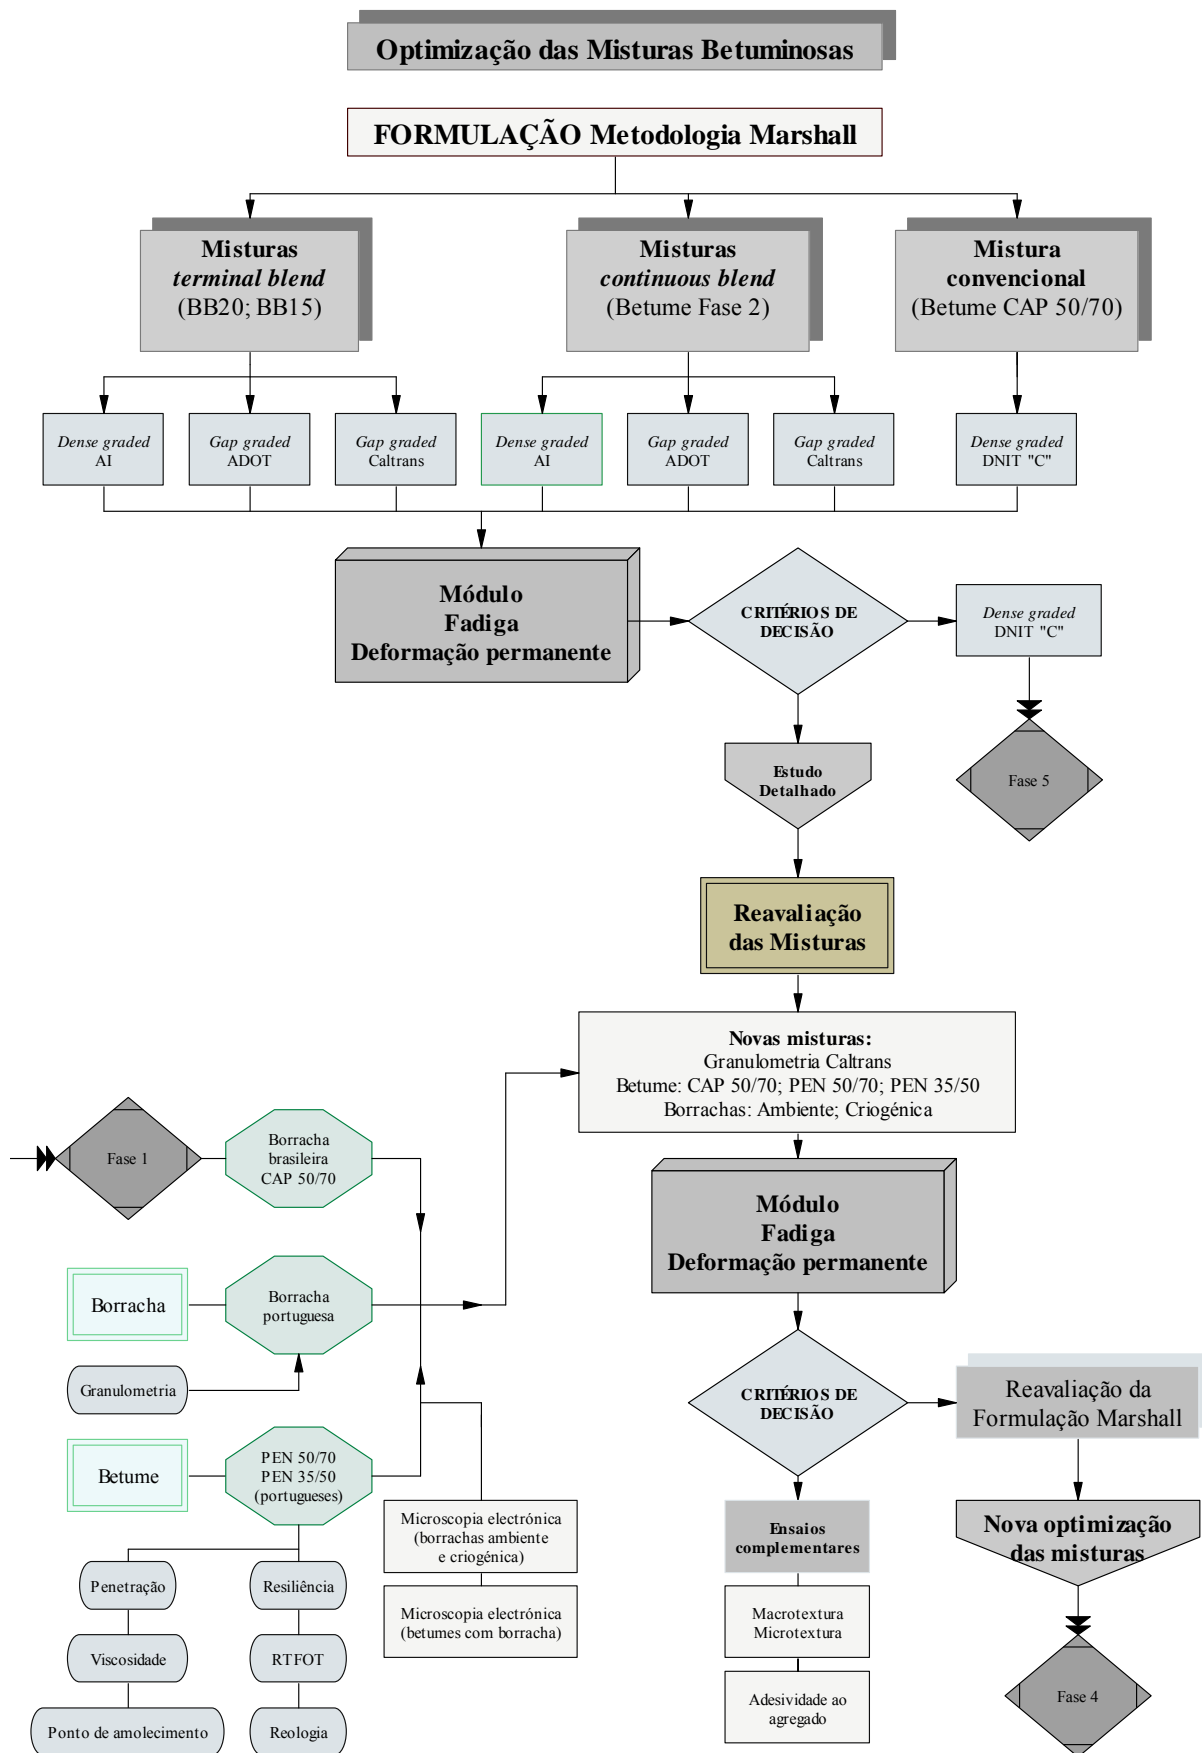 Optimização das Misturas Betuminosas
FORMULAÇÃO Metodologia Marshall
Misturas
terminal blend
(BB20; BB15)
Misturas
continuous blend
(Betume Fase 2)
Mistura
convencional
(Betume CAP 50/70)
Dense graded
AI
Gap graded
ADOT
Gap graded
Caltrans
Dense graded
AI
Gap graded
ADOT
Gap graded
Caltrans
Dense graded
DNIT "C"
Módulo
Fadiga
Deformação permanente
CRITÉRIOS DE
DECISÃO
Dense graded
DNIT "C"
Fase 5
Estudo
Detalhado
Reavaliação
das Misturas
Novas misturas:
Granulometria Caltrans
Betume: CAP 50/70; PEN 50/70; PEN 35/50
Borrachas: Ambiente; Criogénica
Fase 1
Borracha
brasileira
CAP 50/70
Borracha
Borracha
portuguesa
Granulometria
Betume
PEN 50/70
PEN 35/50
(portugueses)
Penetração
Viscosidade
Ponto de amolecimento
Resiliência
RTFOT
Reologia
Microscopia electrónica
(borrachas ambiente
e criogénica)
Microscopia electrónica
(betumes com borracha)
Módulo
Fadiga
Deformação permanente
CRITÉRIOS DE
DECISÃO
Reavaliação da
Formulação Marshall
Ensaios
complementares
Macrotextura
Microtextura
Adesividade ao
agregado
Nova optimização
das misturas
Fase 4